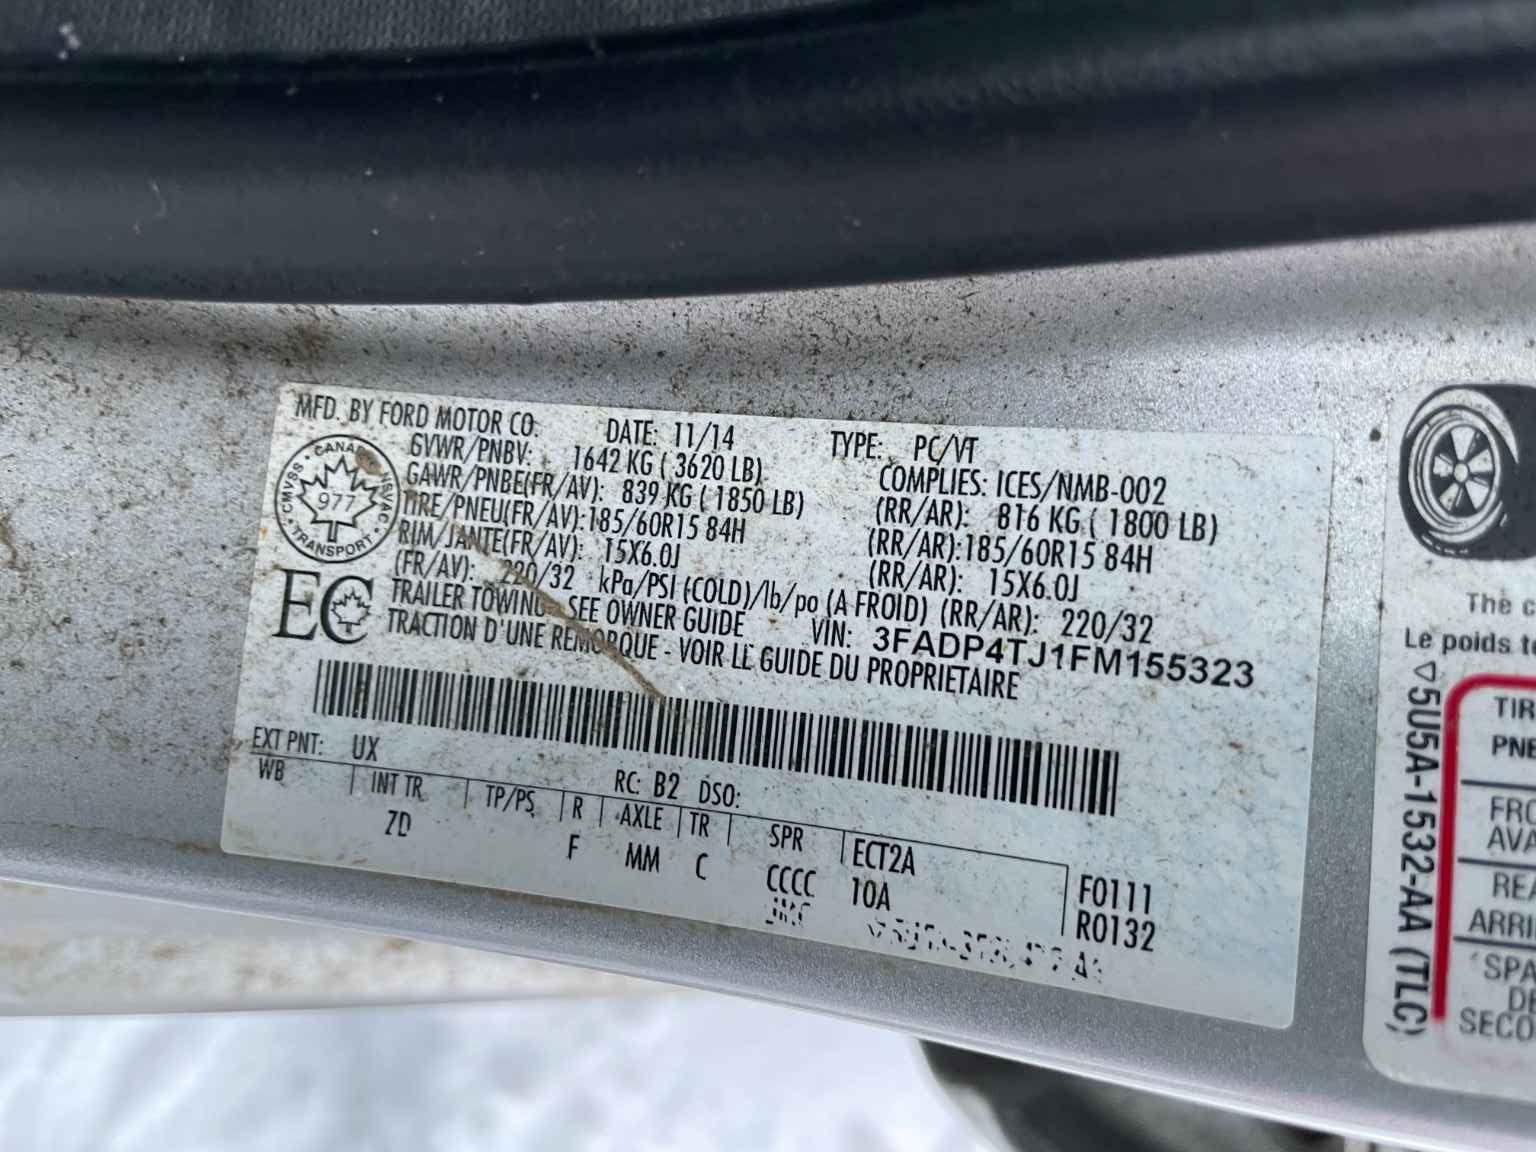 MFD. BY FORD MOTOR CO. DATE: 11/14 TYPE: PC/VT
GVWR/PNBV: 1642 KG ( 3620 LB) COMPLIES: ICES/NMB-002
GAWR/PNBE(FR/AV): 839 KG ( 1850 LB) (RR/AR): 816 KG ( 1800 LB)
TIRE/PNEU(FR/AV):185/60R15 84H (RR/AR):185/60R15 84H
RIM/JANTE(FR/AV): 15X6.0J (RR/AR): 15X6.0J
(FR/AV): 220/32 kPa/PSI (COLD)/lb/po (A FROID) (RR/AR): 220/32
TRAILER TOWING- SEE OWNER GUIDE VIN: 3FADP4TJ1FM155323
TRACTION D'UNE REMORQUE - VOIR LE GUIDE DU PROPRIETAIRE
CANADA
CMVSS NSVAC
977
TRANSPORT
EC
EXT PNT: UX RC: B2 DSO:
WB INT TR TP/PS R AXLE TR SPR ECT2A F0111
ZD F MM C CCCC 10A R0132
The
Le poids
▽5U5A-1532-AA (TLC)
TIR
PNE
FRO
AVA
REA
ARRI
SPA
DE
SECO